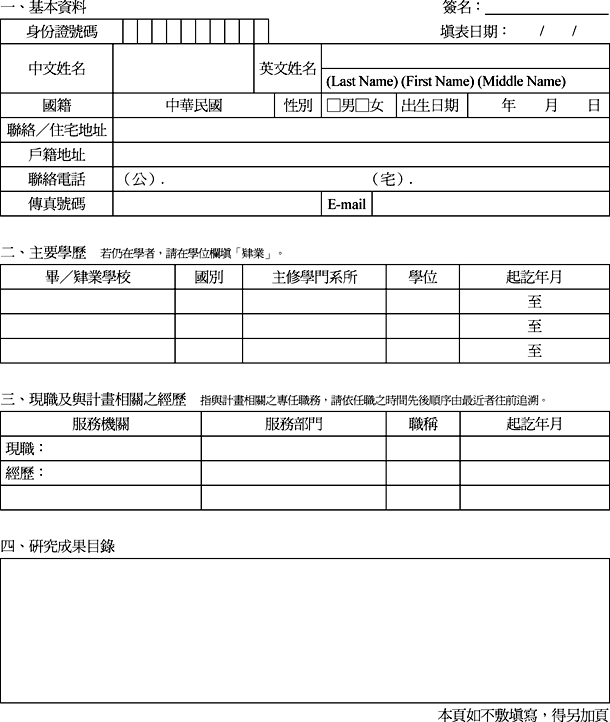 一、基本資料 簽名：
身份證號碼 填表日期： / /
中文姓名 英文姓名
(Last Name) (First Name) (Middle Name)
國籍 中華民國 性別 □男□女 出生日期 年 月 日
聯絡／住宅地址
戶籍地址
聯絡電話 （公）. （宅）.
傳真號碼 E-mail
二、主要學歷 若仍在學者，請在學位欄填「肄業」。
畢／肄業學校 國別 主修學門系所 學位 起訖年月
至
至
至
三、現職及與計畫相關之經歷 指與計畫相關之專任職務，請依任職之時間先後順序由最近者往前追溯。
服務機關 服務部門 職稱 起訖年月
現職：
經歷：
四、研究成果目錄
本頁如不敷填寫，得另加頁